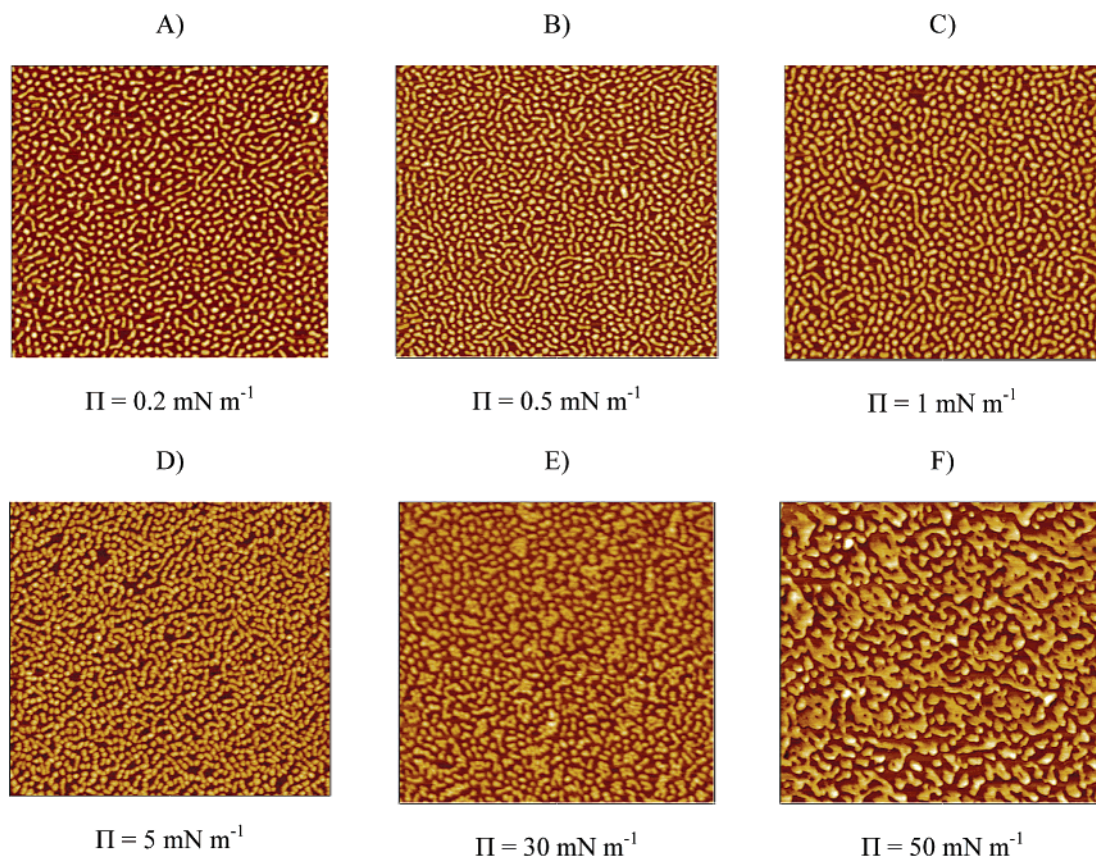 A) B) C)
Π = 0.2 mN m⁻¹ Π = 0.5 mN m⁻¹ Π = 1 mN m⁻¹
D) E) F)
Π = 5 mN m⁻¹ Π = 30 mN m⁻¹ Π = 50 mN m⁻¹